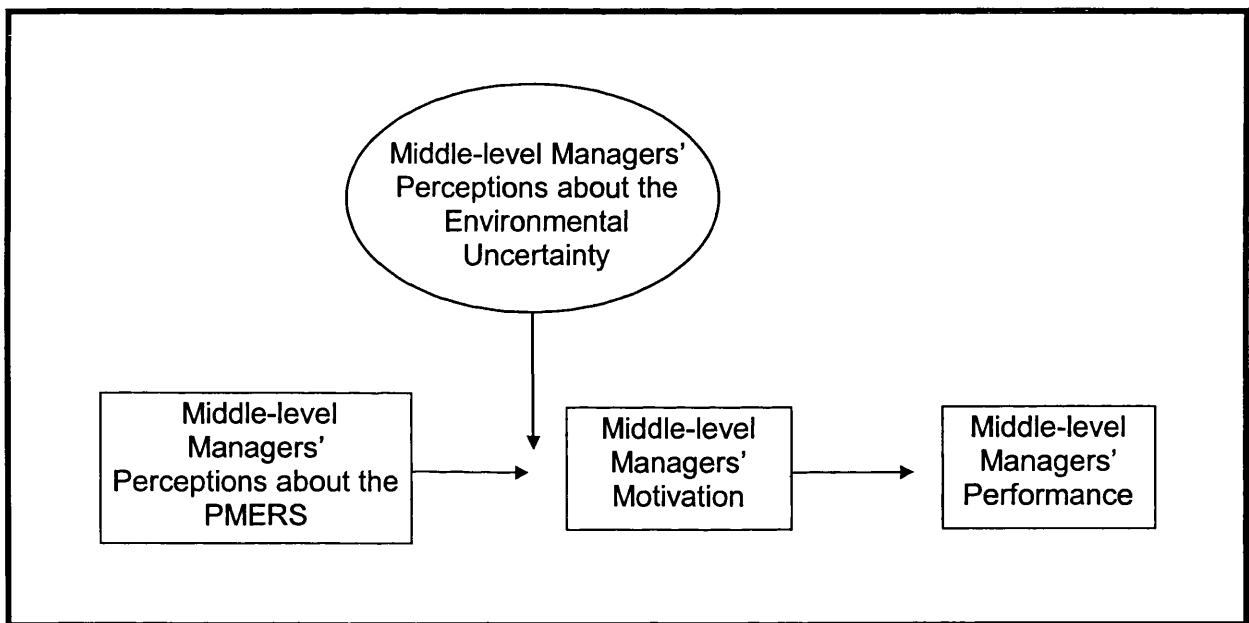 Middle-level Managers’
Perceptions about the
Environmental
Uncertainty
Middle-level
Managers’
Perceptions about the
PMERS
Middle-level
Managers’
Motivation
Middle-level
Managers’
Performance